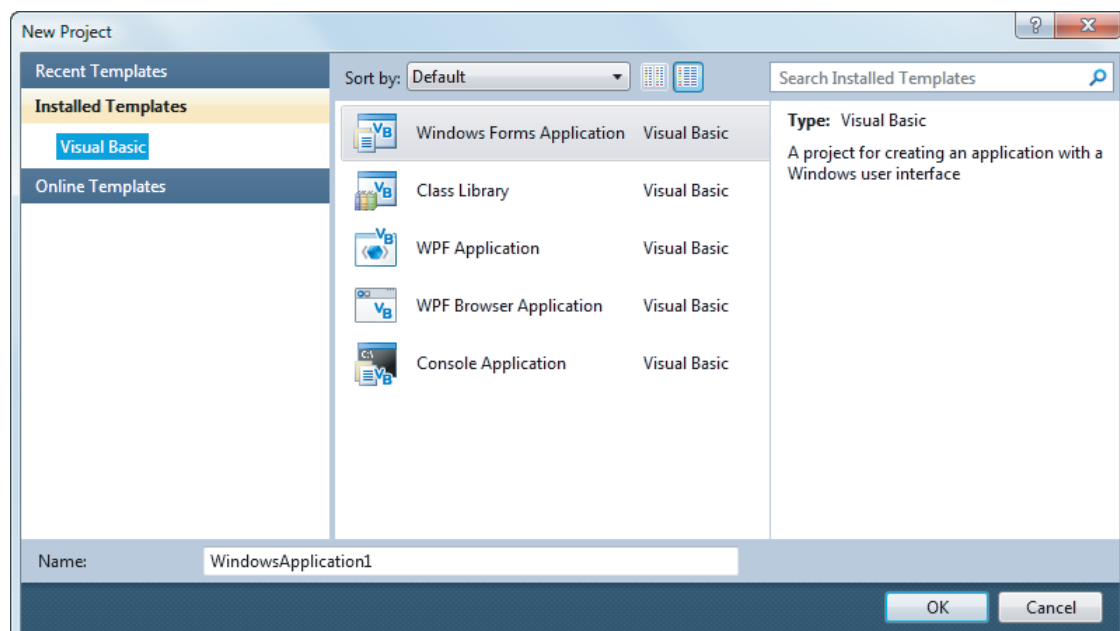 New Project
Recent Templates
Installed Templates
Visual Basic
Online Templates
Sort by: Default
Search Installed Templates
Windows Forms Application Visual Basic
Class Library Visual Basic
WPF Application Visual Basic
WPF Browser Application Visual Basic
Console Application Visual Basic
Type: Visual Basic
A project for creating an application with a
Windows user interface
Name: WindowsApplication1
OK Cancel